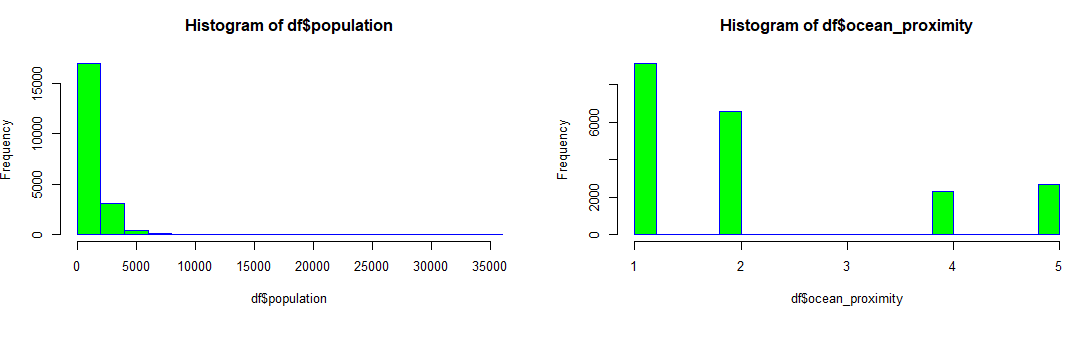 Histogram of df$population
Frequency
15000
10000
5000
0
0 5000 10000 15000 20000 25000 30000 35000
df$population
Histogram of df$ocean_proximity
Frequency
6000
2000
0
1 2 3 4 5
df$ocean_proximity